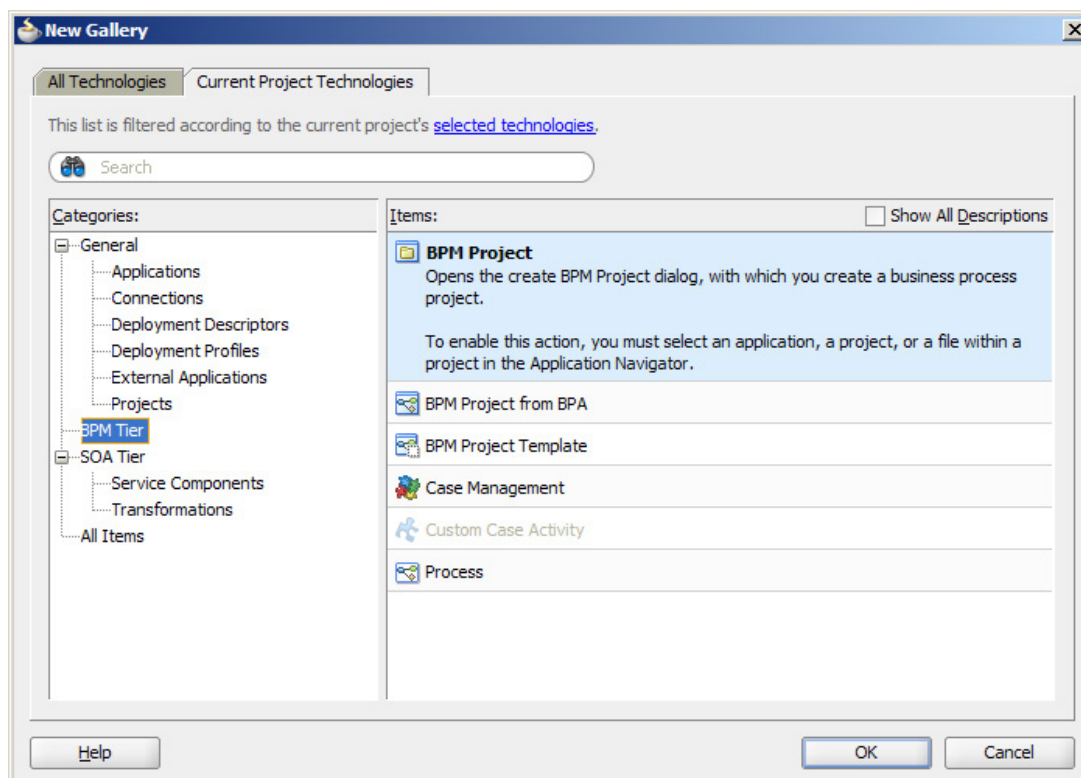 New Gallery
All Technologies
Current Project Technologies
This list is filtered according to the current project's selected technologies.
Search
Categories:
General
Applications
Connections
Deployment Descriptors
Deployment Profiles
External Applications
Projects
BPM Tier
SOA Tier
Service Components
Transformations
All Items
Items:
Show All Descriptions
BPM Project
Opens the create BPM Project dialog, with which you create a business process
project.
To enable this action, you must select an application, a project, or a file within a
project in the Application Navigator.
BPM Project from BPA
BPM Project Template
Case Management
Custom Case Activity
Process
Help
OK
Cancel